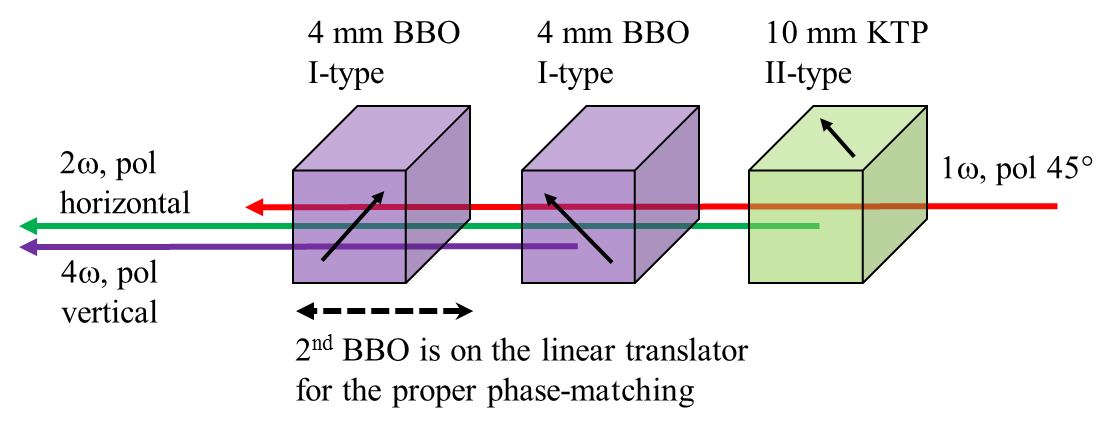 4 mm BBO
I-type
4 mm BBO
I-type
10 mm KTP
II-type
2ω, pol
horizontal
1ω, pol 45°
4ω, pol
vertical
2nd BBO is on the linear translator
for the proper phase-matching